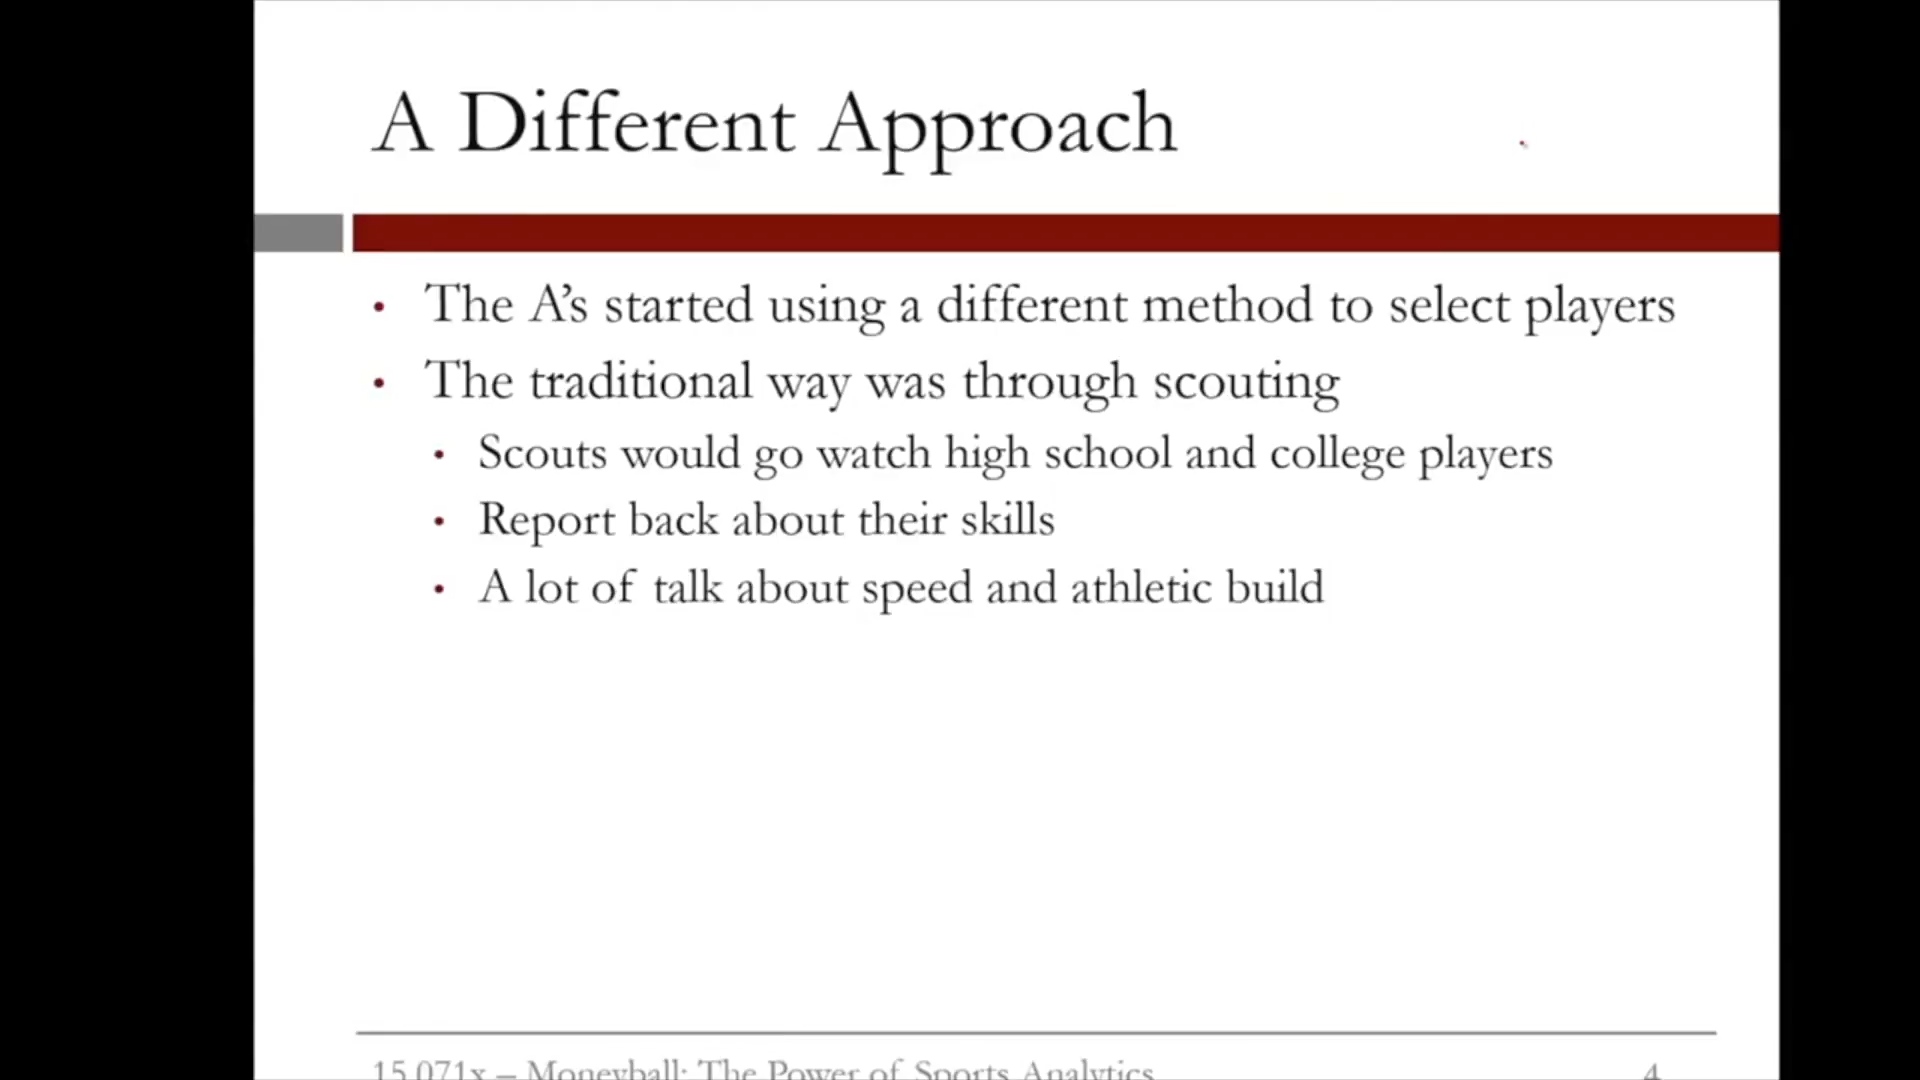 A Different Approach
• The A’s started using a different method to select players
• The traditional way was through scouting
• Scouts would go watch high school and college players
• Report back about their skills
• A lot of talk about speed and athletic build
15.071x – Moneyball: The Power of Sports Analytics
4